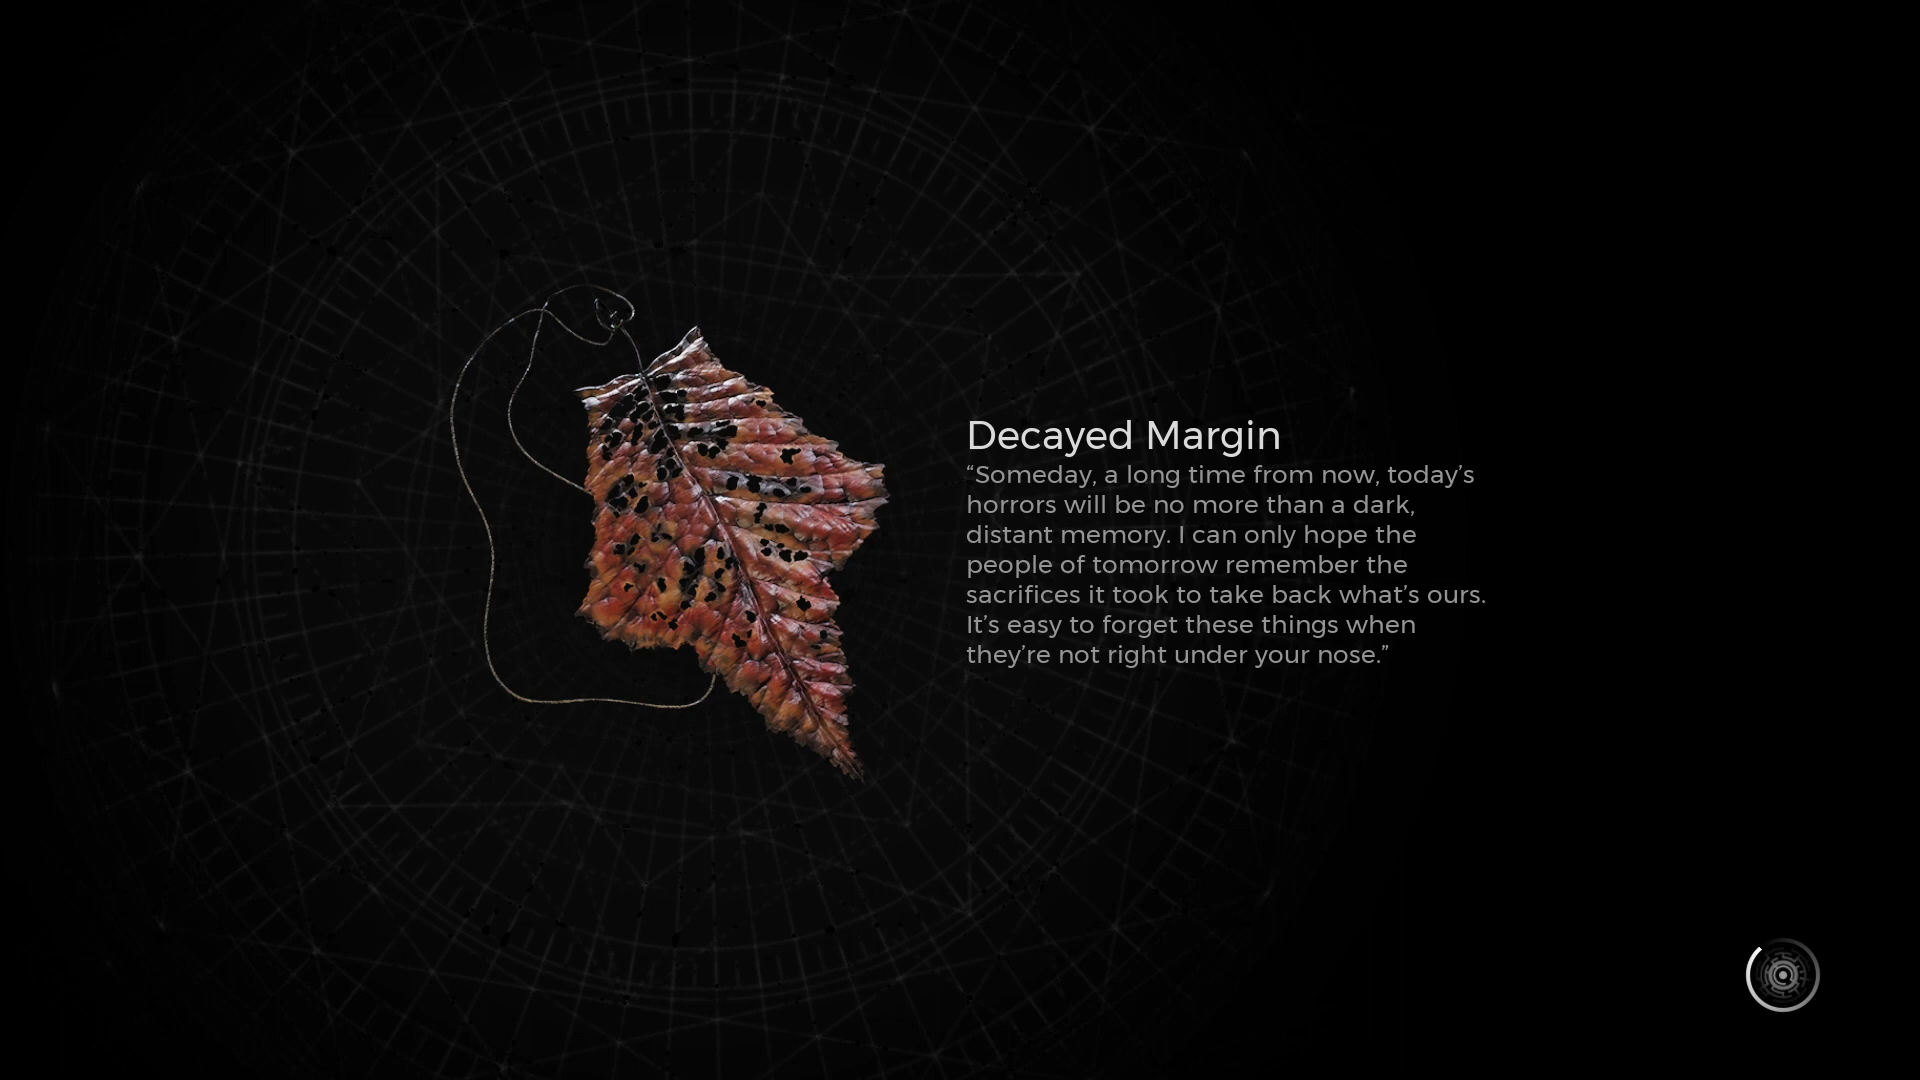 Decayed Margin
“Someday, a long time from now, today’s
horrors will be no more than a dark,
distant memory. I can only hope the
people of tomorrow remember the
sacrifices it took to take back what’s ours.
It’s easy to forget these things when
they’re not right under your nose.”